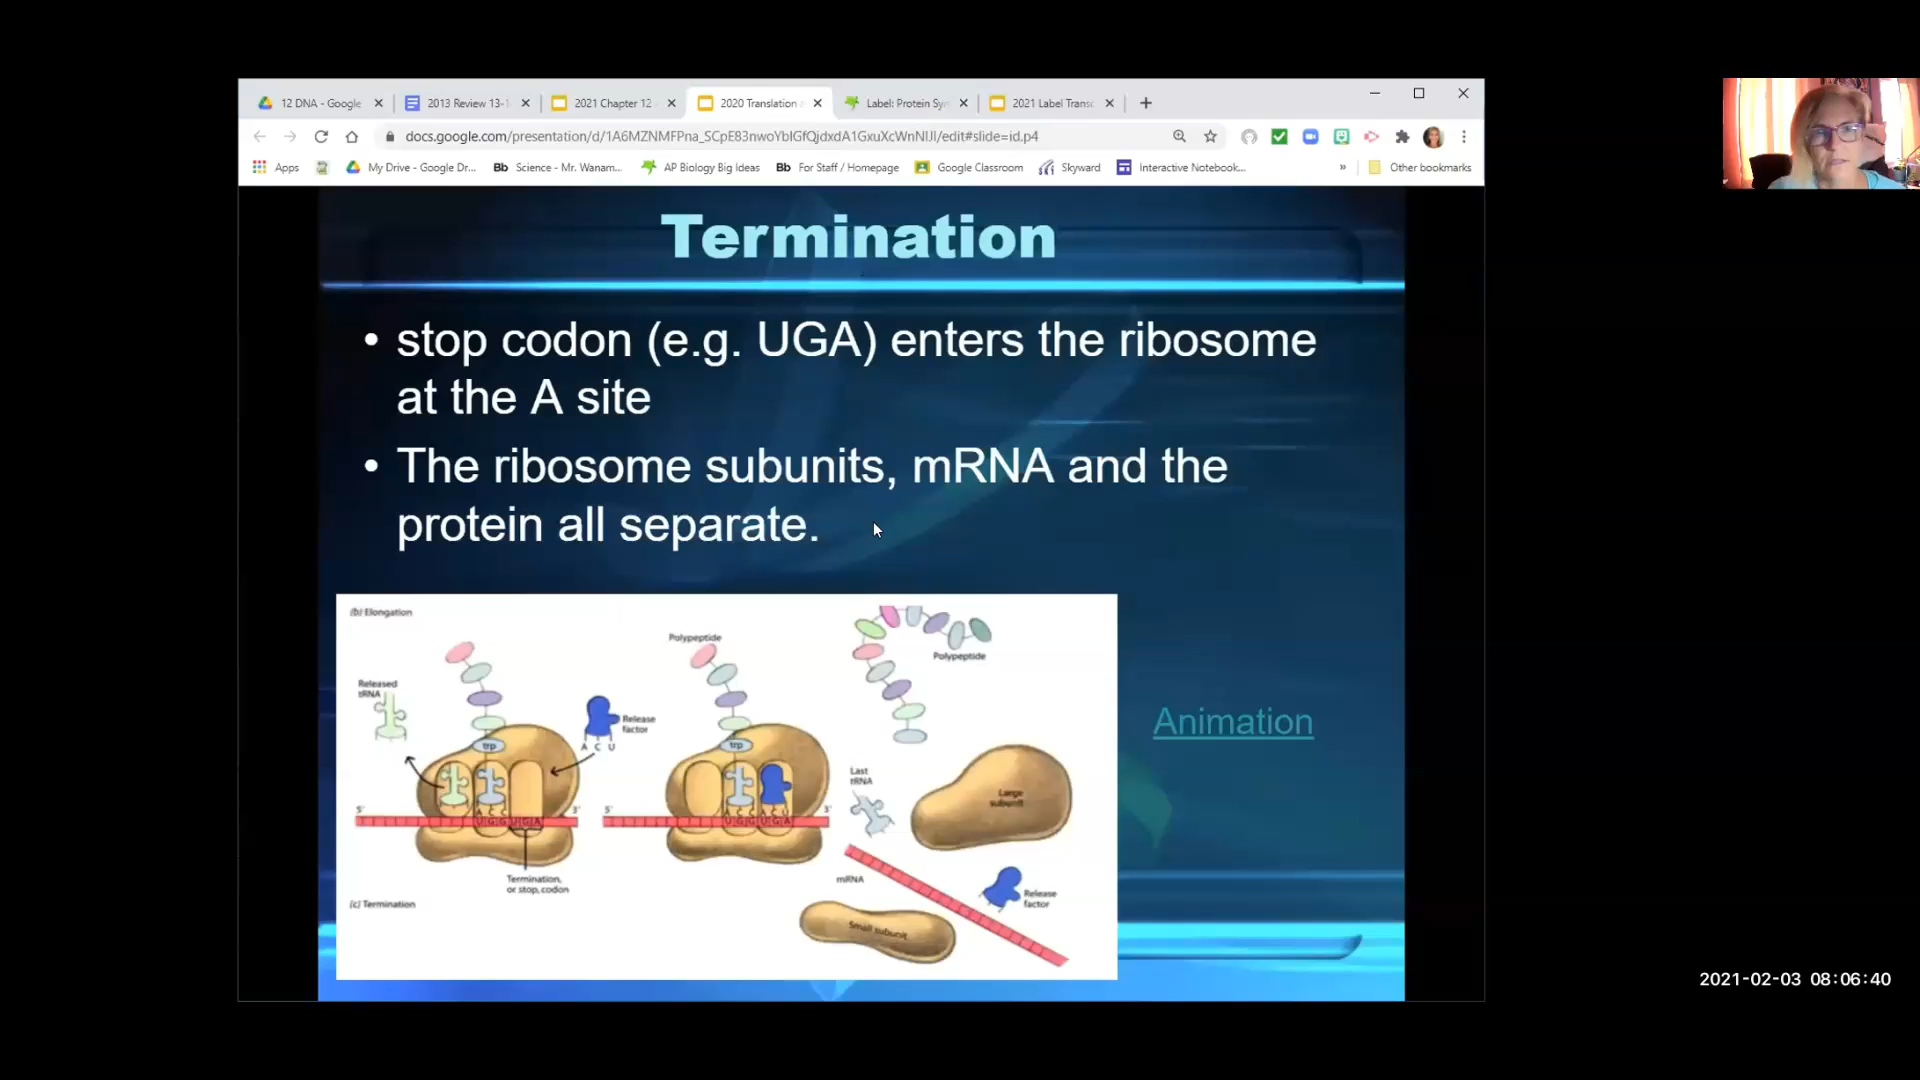 12 DNA - Google
2013 Review 13-1
2021 Chapter 12
2020 Translation a
Label: Protein Syn
2021 Label Transc
docs.google.com/presentation/d/
/edit#slide=id.p4
Apps
My Drive - Google Dr...
Bb Science - Mr. Wanam...
AP Biology Big Ideas
Bb For Staff / Homepage
Google Classroom
Skyward
Interactive Notebook...
»
Other bookmarks
Termination
• stop codon (e.g. UGA) enters the ribosome
at the A site
• The ribosome subunits, mRNA and the
protein all separate.
(b) Elongation
Released
tRNA
trp
Release
factor
A C U
5'
3'
U G G U G A
Termination,
or stop, codon
(c) Termination
Polypeptide
trp
5'
3'
U G G U G A
Polypeptide
Last
tRNA
Large
subunit
mRNA
Release
factor
Small subunit
Animation
2021-02-03 08:06:40